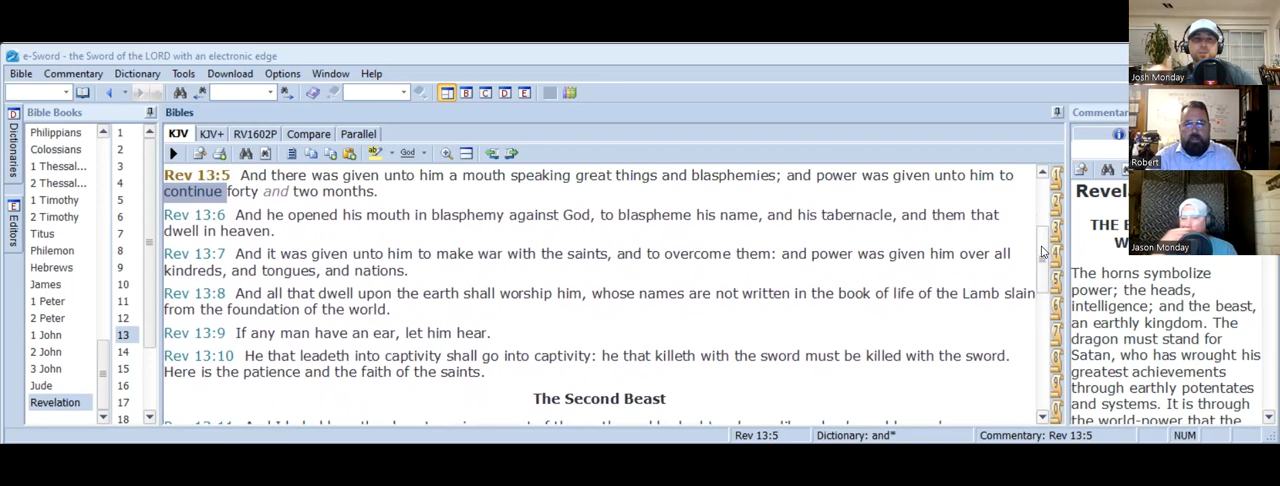 e-Sword - the Sword of the LORD with an electronic edge
Bible Commentary Dictionary Tools Download Options Window Help
B C D E
Bible Books
Bibles
Commentar
Dictionaries
Editors
Philippians
Colossians
1 Thessal...
2 Thessal...
1 Timothy
2 Timothy
Titus
Philemon
Hebrews
James
1 Peter
2 Peter
1 John
2 John
3 John
Jude
Revelation
1
2
3
4
5
6
7
8
9
10
11
12
13
14
15
16
17
18
KJV KJV+ RV1602P Compare Parallel
God
Rev 13:5 And there was given unto him a mouth speaking great things and blasphemies; and power was given unto him to
continue forty and two months.
Rev 13:6 And he opened his mouth in blasphemy against God, to blaspheme his name, and his tabernacle, and them that
dwell in heaven.
Rev 13:7 And it was given unto him to make war with the saints, and to overcome them: and power was given him over all
kindreds, and tongues, and nations.
Rev 13:8 And all that dwell upon the earth shall worship him, whose names are not written in the book of life of the Lamb slain
from the foundation of the world.
Rev 13:9 If any man have an ear, let him hear.
Rev 13:10 He that leadeth into captivity shall go into captivity: he that killeth with the sword must be killed with the sword.
Here is the patience and the faith of the saints.
The Second Beast
Revel
THE B
W
The horns symbolize
power; the heads,
intelligence; and the beast,
an earthly kingdom. The
dragon must stand for
Satan, who has wrought his
greatest achievements
through earthly potentates
and systems. It is through
the world-power that the
Rev 13:5
Dictionary: and*
Commentary: Rev 13:5
NUM
Josh Monday
Robert
Jason Monday